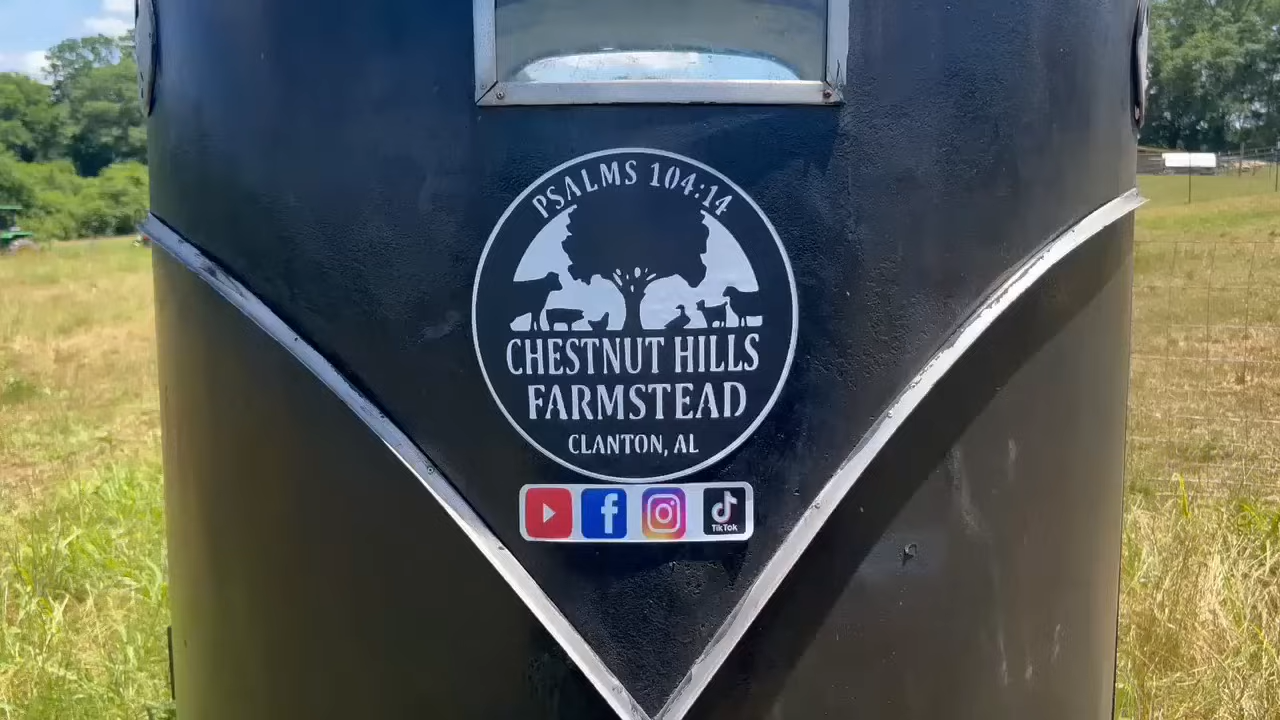 PSALMS 104:14
CHESTNUT HILLS
FARMSTEAD
CLANTON, AL
TikTok